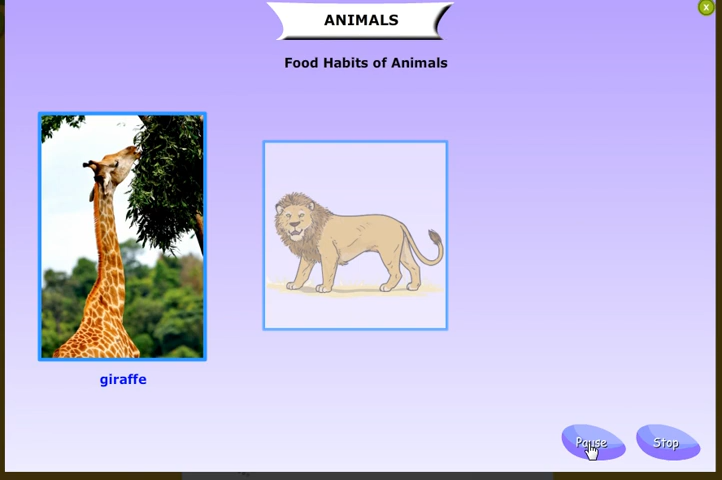 ANIMALS
x
Food Habits of Animals
giraffe
Pause
Stop